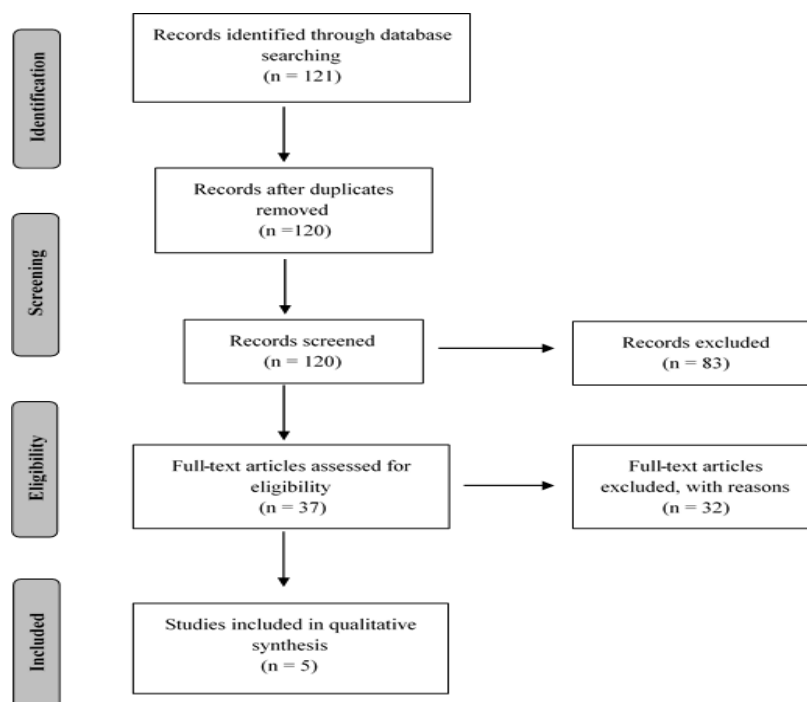 Identification
Records identified through database
searching
(n = 121)
Records after duplicates
removed
(n =120)
Screening
Records screened
(n = 120)
Records excluded
(n = 83)
Eligibility
Full-text articles assessed for
eligibility
(n = 37)
Full-text articles
excluded, with reasons
(n = 32)
Included
Studies included in qualitative
synthesis
(n = 5)